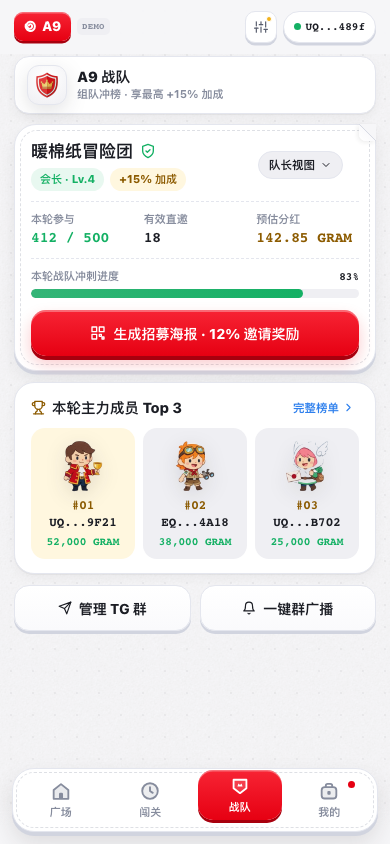 A9
DEMO
UQ...489f
A9 战队
组队冲榜 · 享最高 +15% 加成
暖棉纸冒险团
队长视图
会长 · Lv.4
+15% 加成
本轮参与
有效直邀
预估分红
412 / 500
18
142.85 GRAM
本轮战队冲刺进度
83%
生成招募海报 · 12% 邀请奖励
本轮主力成员 Top 3
完整榜单
#01
#02
#03
UQ...9F21
EQ...4A18
UQ...B702
52,000 GRAM
38,000 GRAM
25,000 GRAM
管理 TG 群
一键群广播
广场
闯关
战队
我的